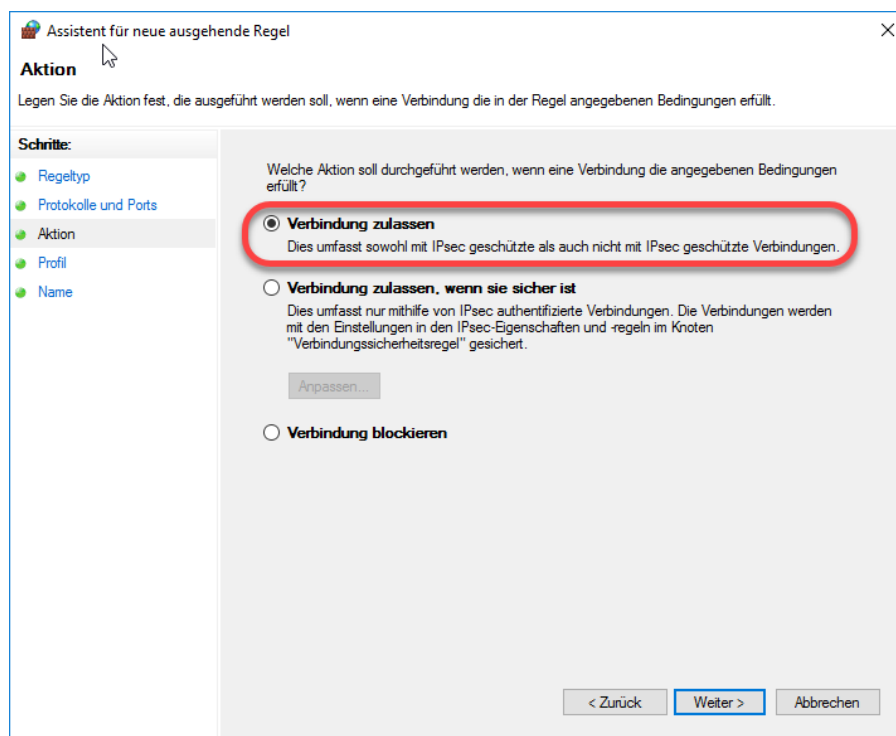 Assistent für neue ausgehende Regel
Aktion
Legen Sie die Aktion fest, die ausgeführt werden soll, wenn eine Verbindung die in der Regel angegebenen Bedingungen erfüllt.
Schritte:
Regeltyp
Protokolle und Ports
Aktion
Profil
Name
Welche Aktion soll durchgeführt werden, wenn eine Verbindung die angegebenen Bedingungen
erfüllt?
Verbindung zulassen
Dies umfasst sowohl mit IPsec geschützte als auch nicht mit IPsec geschützte Verbindungen.
Verbindung zulassen, wenn sie sicher ist
Dies umfasst nur mithilfe von IPsec authentifizierte Verbindungen. Die Verbindungen werden
mit den Einstellungen in den IPsec-Eigenschaften und -regeln im Knoten
"Verbindungssicherheitsregel" gesichert.
Anpassen...
Verbindung blockieren
< Zurück
Weiter >
Abbrechen